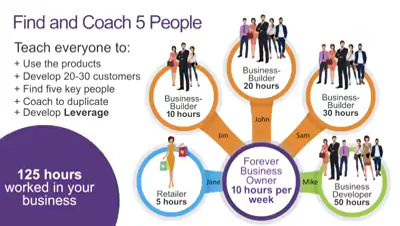 Find and Coach 5 People
Teach everyone to:
+ Use the products
+ Develop 20-30 customers
+ Find five key people
+ Coach to duplicate
+ Develop Leverage
125 hours
worked in your
business
Business-
Builder
10 hours
Business-
Builder
20 hours
Business-
Builder
30 hours
Jim
John
Sam
Retailer
5 hours
Jane
Forever
Business
Owner
10 hours per
week
Mike
Business
Developer
50 hours